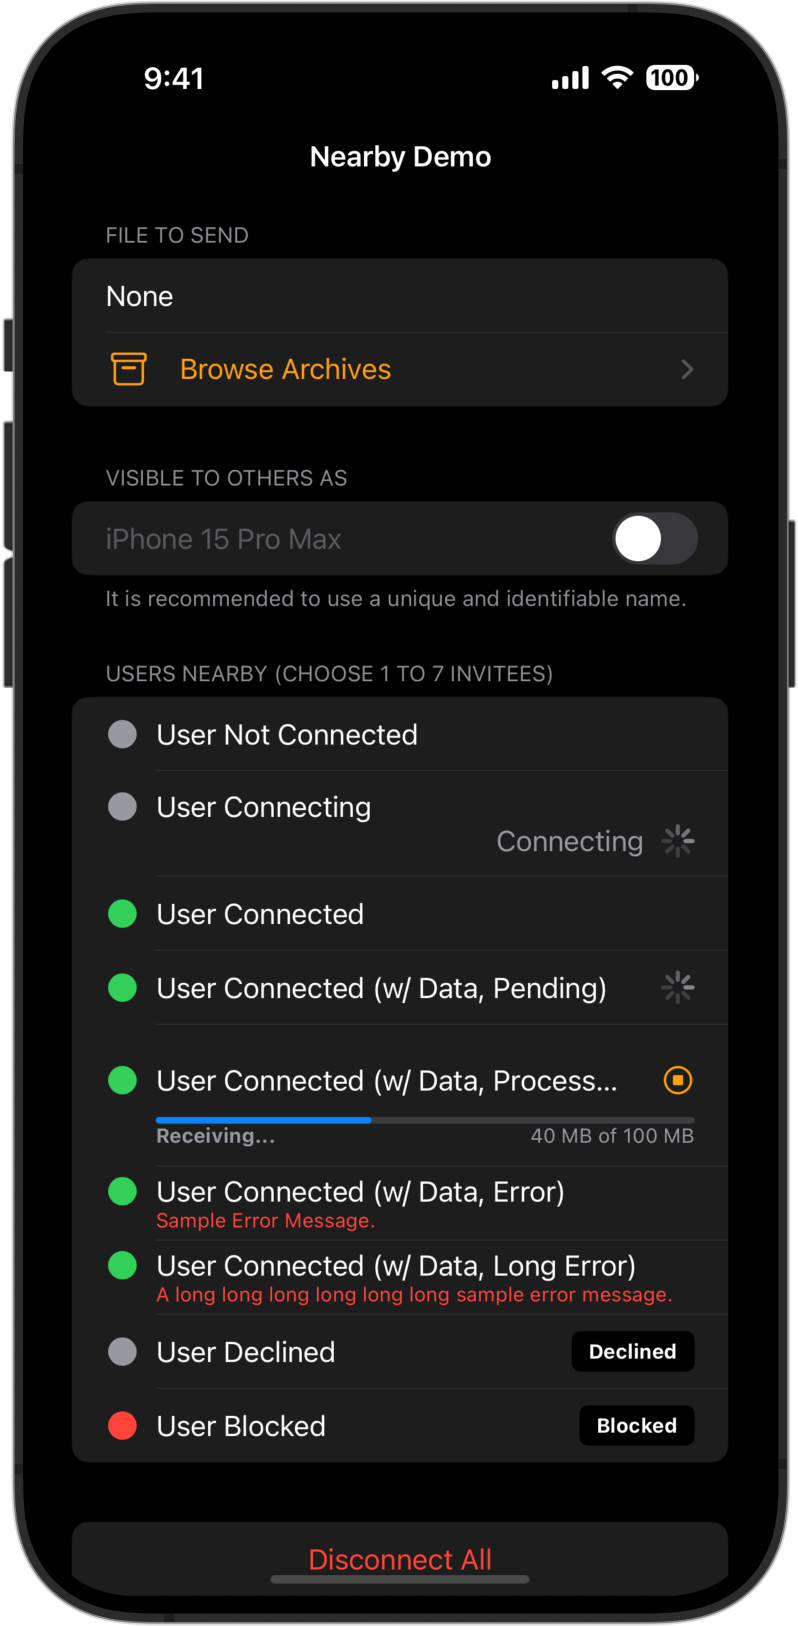 9:41
100
Nearby Demo
FILE TO SEND
None
Browse Archives
VISIBLE TO OTHERS AS
iPhone 15 Pro Max
It is recommended to use a unique and identifiable name.
USERS NEARBY (CHOOSE 1 TO 7 INVITEES)
User Not Connected
User Connecting
Connecting
User Connected
User Connected (w/ Data, Pending)
User Connected (w/ Data, Process...
Receiving... 40 MB of 100 MB
User Connected (w/ Data, Error)
Sample Error Message.
User Connected (w/ Data, Long Error)
A long long long long long long sample error message.
User Declined Declined
User Blocked Blocked
Disconnect All